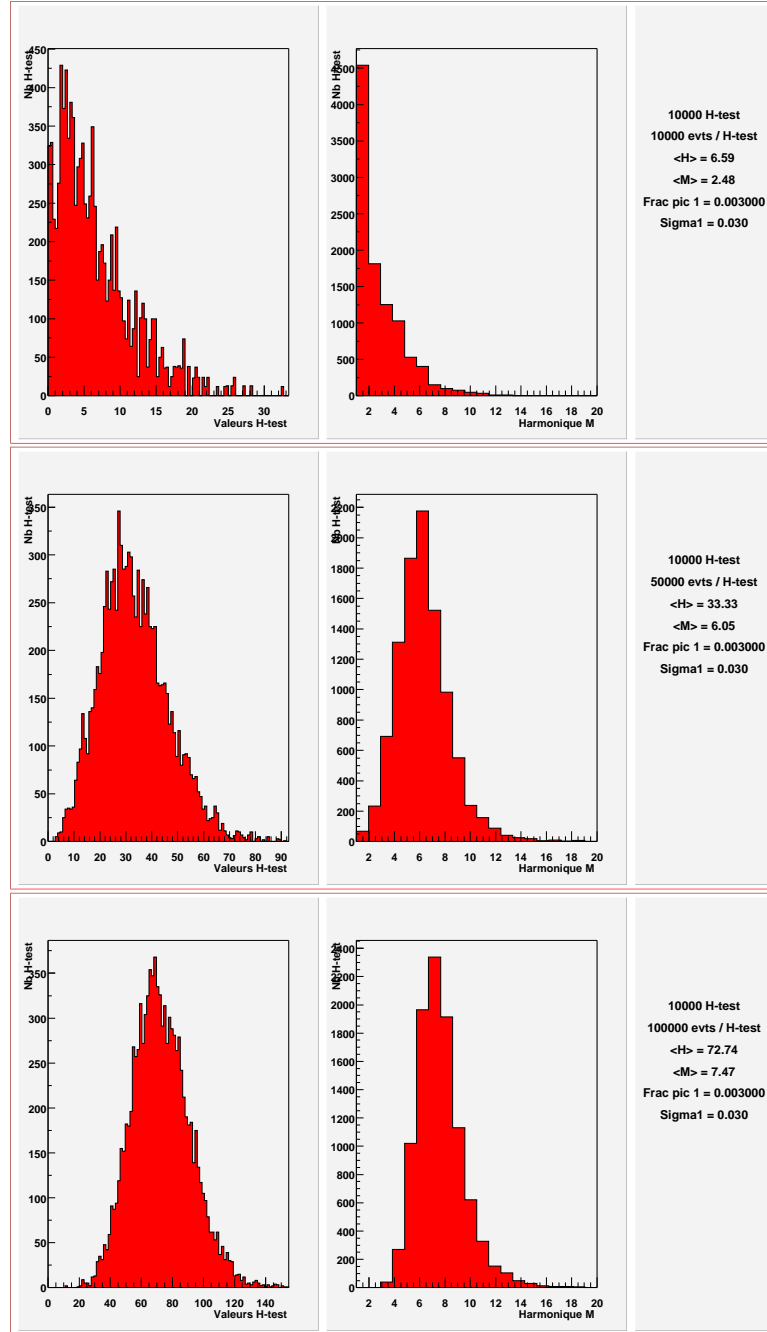 Nb H-test
450
400
350
300
250
200
150
100
50
0
0 5 10 15 20 25 30
Valeurs H-test
Nb H-test
4500
4000
3500
3000
2500
2000
1500
1000
500
0
2 4 6 8 10 12 14 16 18 20
Harmonique M
10000 H-test
10000 evts / H-test
<H> = 6.59
<M> = 2.48
Frac pic 1 = 0.003000
Sigma1 = 0.030
Nb H-test
350
300
250
200
150
100
50
0
0 10 20 30 40 50 60 70 80 90
Valeurs H-test
Nb H-test
2200
2000
1800
1600
1400
1200
1000
800
600
400
200
0
2 4 6 8 10 12 14 16 18 20
Harmonique M
10000 H-test
50000 evts / H-test
<H> = 33.33
<M> = 6.05
Frac pic 1 = 0.003000
Sigma1 = 0.030
Nb H-test
350
300
250
200
150
100
50
0
0 20 40 60 80 100 120 140
Valeurs H-test
Nb H-test
2400
2200
2000
1800
1600
1400
1200
1000
800
600
400
200
0
2 4 6 8 10 12 14 16 18 20
Harmonique M
10000 H-test
100000 evts / H-test
<H> = 72.74
<M> = 7.47
Frac pic 1 = 0.003000
Sigma1 = 0.030